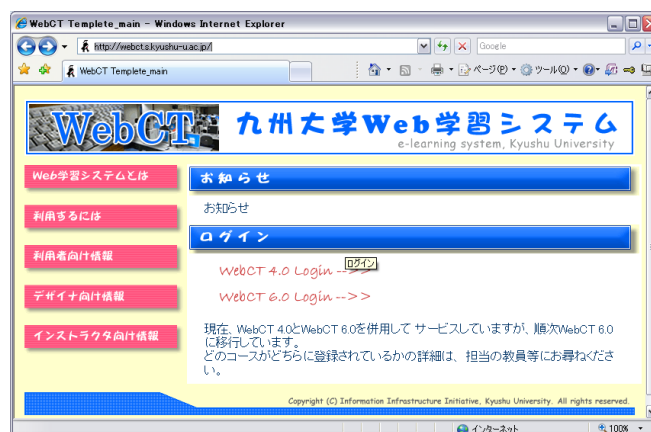 WebCT Templete_main - Windows Internet Explorer
http://webcts.kyushu-u.ac.jp/
Google
WebCT Templete_main
ページ(P)
ツール(O)
WebCT
九州大学Web学習システム
e-learning system, Kyushu University
Web学習システムとは
利用するには
利用者向け情報
デザイナ向け情報
インストラクタ向け情報
お知らせ
お知らせ
ログイン
WebCT 4.0 Login -->>
ログイン
WebCT 6.0 Login -->>
現在、WebCT 4.0とWebCT 6.0を併用して サービスしていますが、順次WebCT 6.0
に移行しています。
どのコースがどちらに登録されているかの詳細は、担当の教員等にお尋ねくださ
い。
Copyright (C) Information Infrastructure Initiative, Kyushu University. All rights reserved.
インターネット
100%